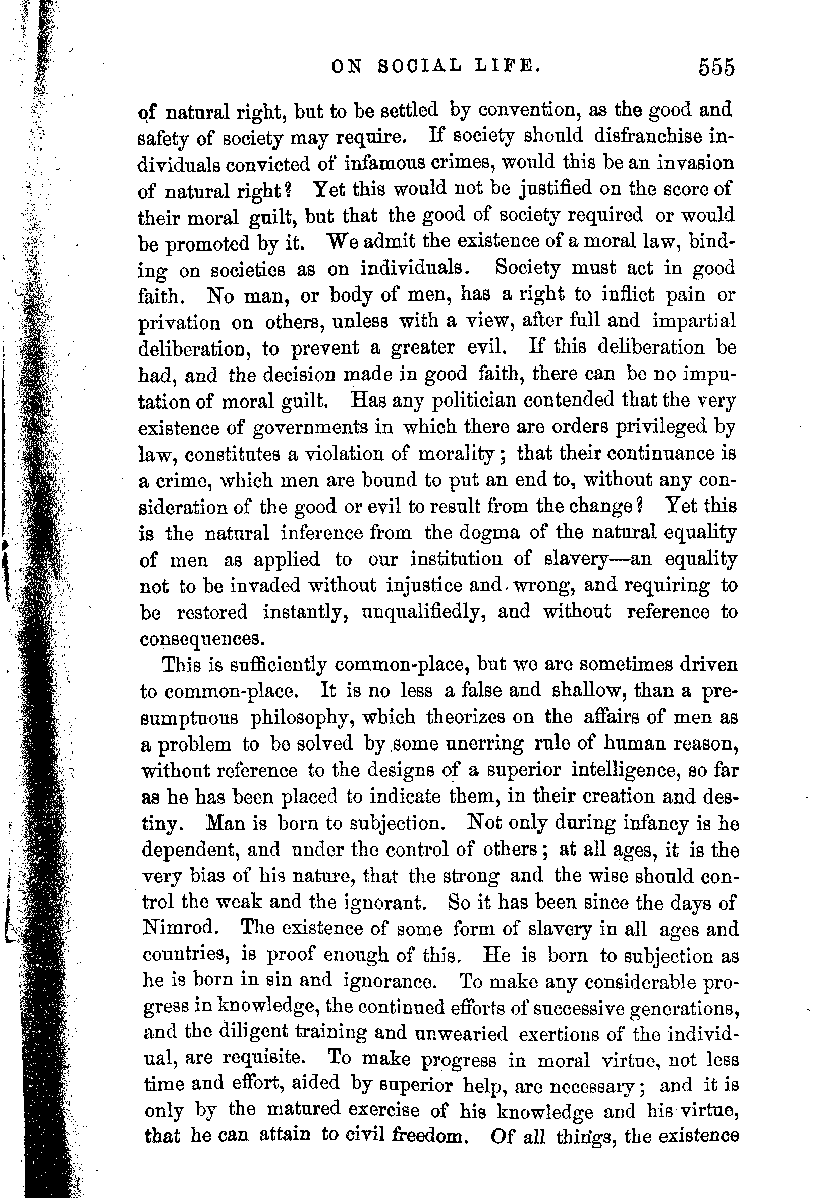 ON SOCIAL LIFE. 555
of natural right, but to be settled by convention, as the good and
safety of society may require. If society should disfranchise in-
dividuals convicted of infamous crimes, would this be an invasion
of natural right? Yet this would not be justified on the score of
their moral guilt, but that the good of society required or would
be promoted by it. We admit the existence of a moral law, bind-
ing on societies as on individuals. Society must act in good
faith. No man, or body of men, has a right to inflict pain or
privation on others, unless with a view, after full and impartial
deliberation, to prevent a greater evil. If this deliberation be
had, and the decision made in good faith, there can be no impu-
tation of moral guilt. Has any politician contended that the very
existence of governments in which there are orders privileged by
law, constitutes a violation of morality; that their continuance is
a crime, which men are bound to put an end to, without any con-
sideration of the good or evil to result from the change? Yet this
is the natural inference from the dogma of the natural equality
of men as applied to our institution of slavery—an equality
not to be invaded without injustice and wrong, and requiring to
be restored instantly, unqualifiedly, and without reference to
consequences.
This is sufficiently common-place, but we are sometimes driven
to common-place. It is no less a false and shallow, than a pre-
sumptuous philosophy, which theorizes on the affairs of men as
a problem to be solved by some unerring rule of human reason,
without reference to the designs of a superior intelligence, so far
as he has been placed to indicate them, in their creation and des-
tiny. Man is born to subjection. Not only during infancy is he
dependent, and under the control of others; at all ages, it is the
very bias of his nature, that the strong and the wise should con-
trol the weak and the ignorant. So it has been since the days of
Nimrod. The existence of some form of slavery in all ages and
countries, is proof enough of this. He is born to subjection as
he is born in sin and ignorance. To make any considerable pro-
gress in knowledge, the continued efforts of successive generations,
and the diligent training and unwearied exertions of the individ-
ual, are requisite. To make progress in moral virtue, not less
time and effort, aided by superior help, are necessary; and it is
only by the matured exercise of his knowledge and his virtue,
that he can attain to civil freedom. Of all things, the existence